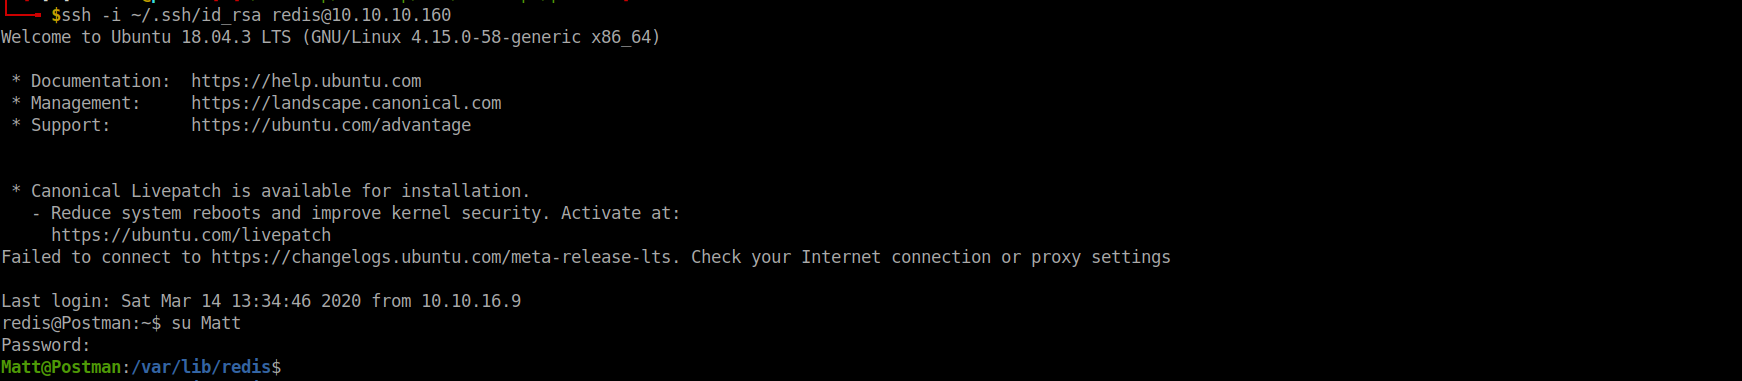 $ssh -i ~/.ssh/id_rsa redis@10.10.10.160
Welcome to Ubuntu 18.04.3 LTS (GNU/Linux 4.15.0-58-generic x86_64)
* Documentation:  https://help.ubuntu.com
* Management:     https://landscape.canonical.com
* Support:        https://ubuntu.com/advantage
* Canonical Livepatch is available for installation.
- Reduce system reboots and improve kernel security. Activate at:
https://ubuntu.com/livepatch
Failed to connect to https://changelogs.ubuntu.com/meta-release-lts. Check your Internet connection or proxy settings
Last login: Sat Mar 14 13:34:46 2020 from 10.10.16.9
redis@Postman:~$ su Matt
Password:
Matt@Postman:/var/lib/redis$